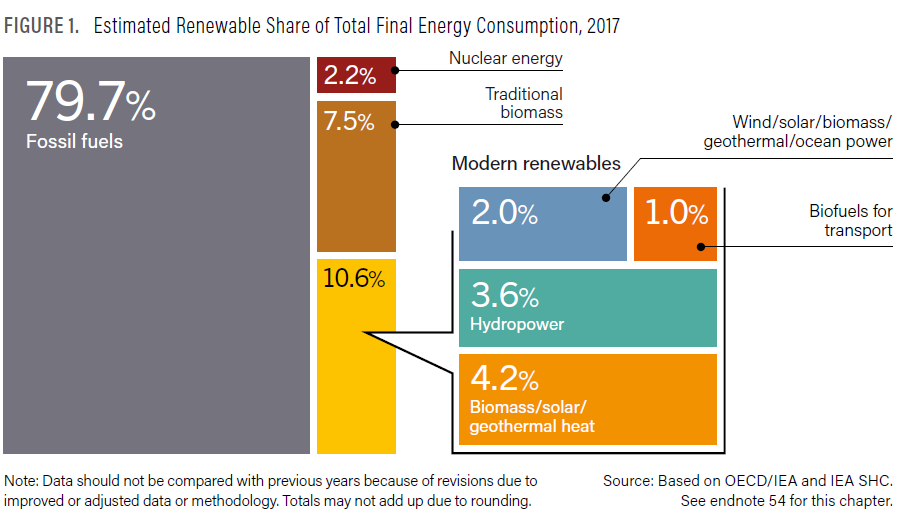 FIGURE 1. Estimated Renewable Share of Total Final Energy Consumption, 2017
79.7%
Fossil fuels
2.2%
Nuclear energy
7.5%
Traditional
biomass
10.6%
Modern renewables
Wind/solar/biomass/
geothermal/ocean power
2.0%
1.0%
Biofuels for
transport
3.6%
Hydropower
4.2%
Biomass/solar/
geothermal heat
Note: Data should not be compared with previous years because of revisions due to
improved or adjusted data or methodology. Totals may not add up due to rounding.
Source: Based on OECD/IEA and IEA SHC.
See endnote 54 for this chapter.